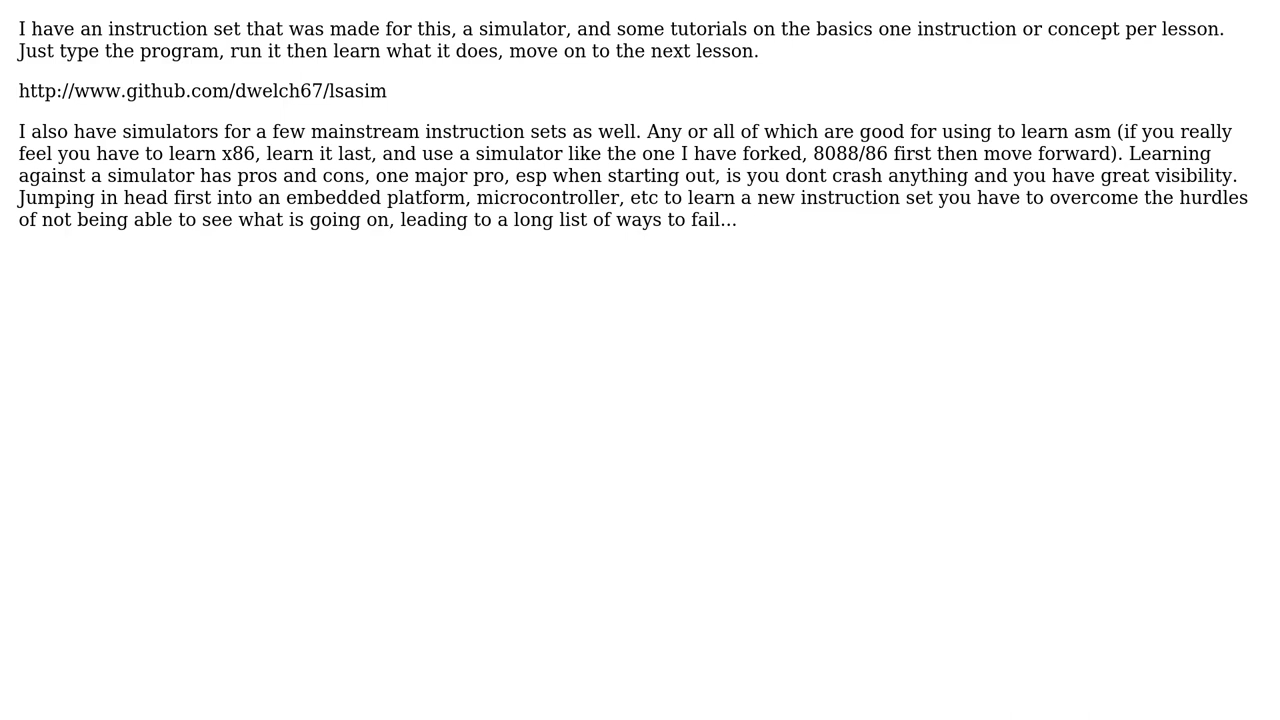 I have an instruction set that was made for this, a simulator, and some tutorials on the basics one instruction or concept per lesson.
Just type the program, run it then learn what it does, move on to the next lesson.
http://www.github.com/dwelch67/lsasim
I also have simulators for a few mainstream instruction sets as well. Any or all of which are good for using to learn asm (if you really
feel you have to learn x86, learn it last, and use a simulator like the one I have forked, 8088/86 first then move forward). Learning
against a simulator has pros and cons, one major pro, esp when starting out, is you dont crash anything and you have great visibility.
Jumping in head first into an embedded platform, microcontroller, etc to learn a new instruction set you have to overcome the hurdles
of not being able to see what is going on, leading to a long list of ways to fail...